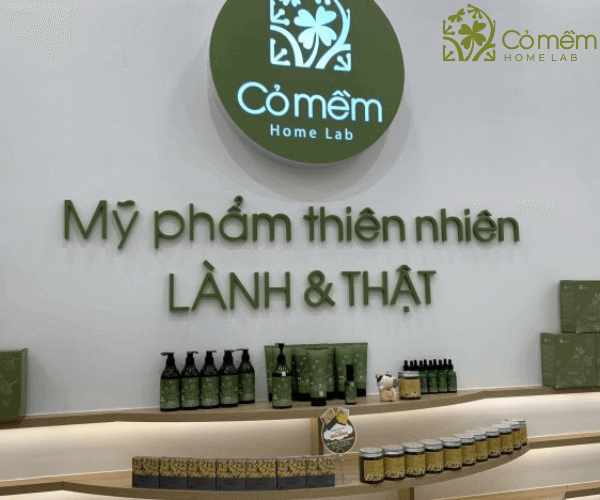 Cỏ mềm
HOME LAB
Cỏ mềm
Home Lab
Mỹ phẩm thiên nhiên
LÀNH & THẬT